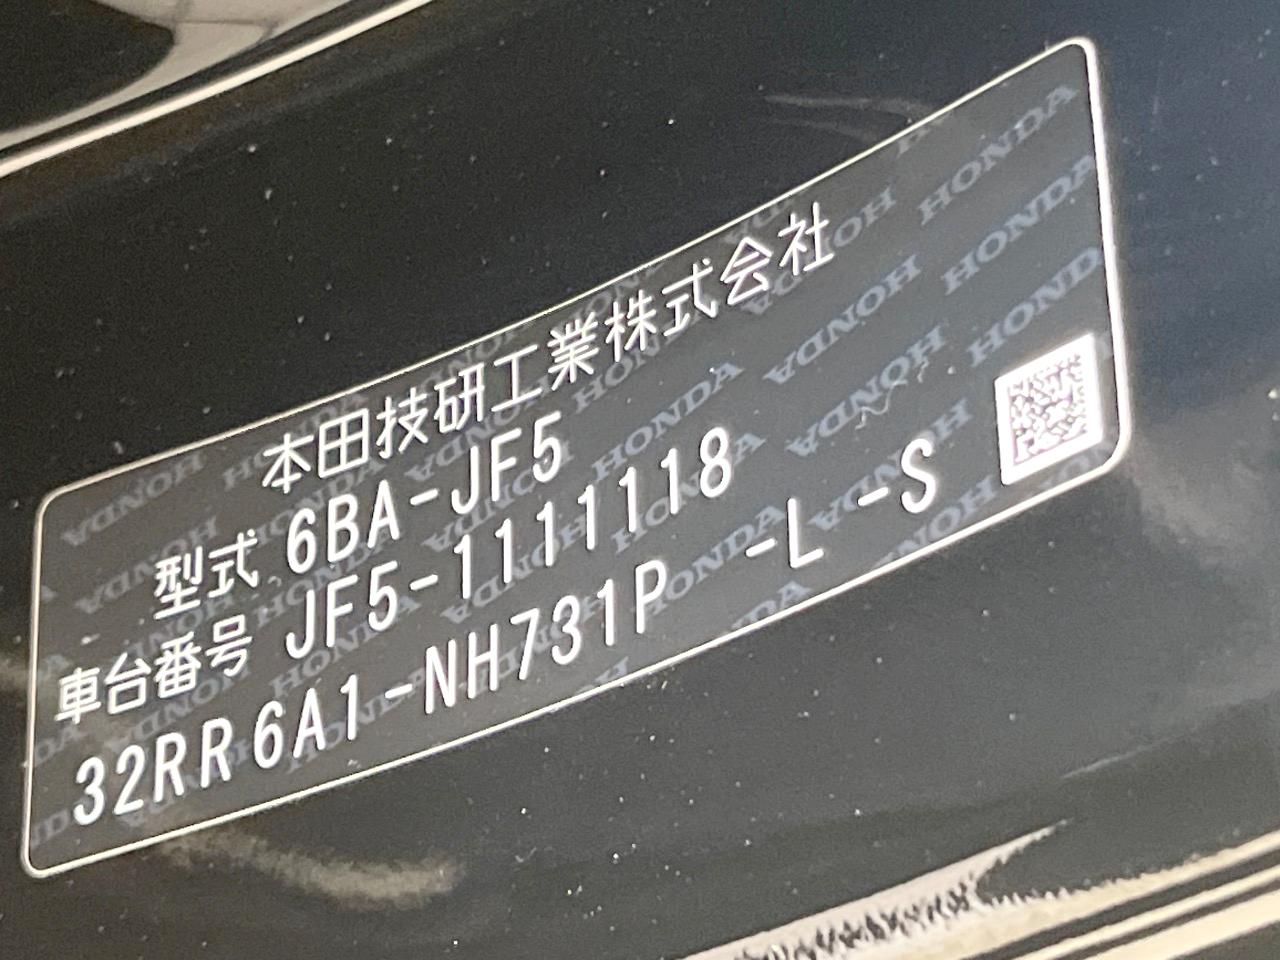 本田技研工業株式会社
型式 6BA-JF5
車台番号 JF5-1111118
32RR6A1-NH731P -L -S